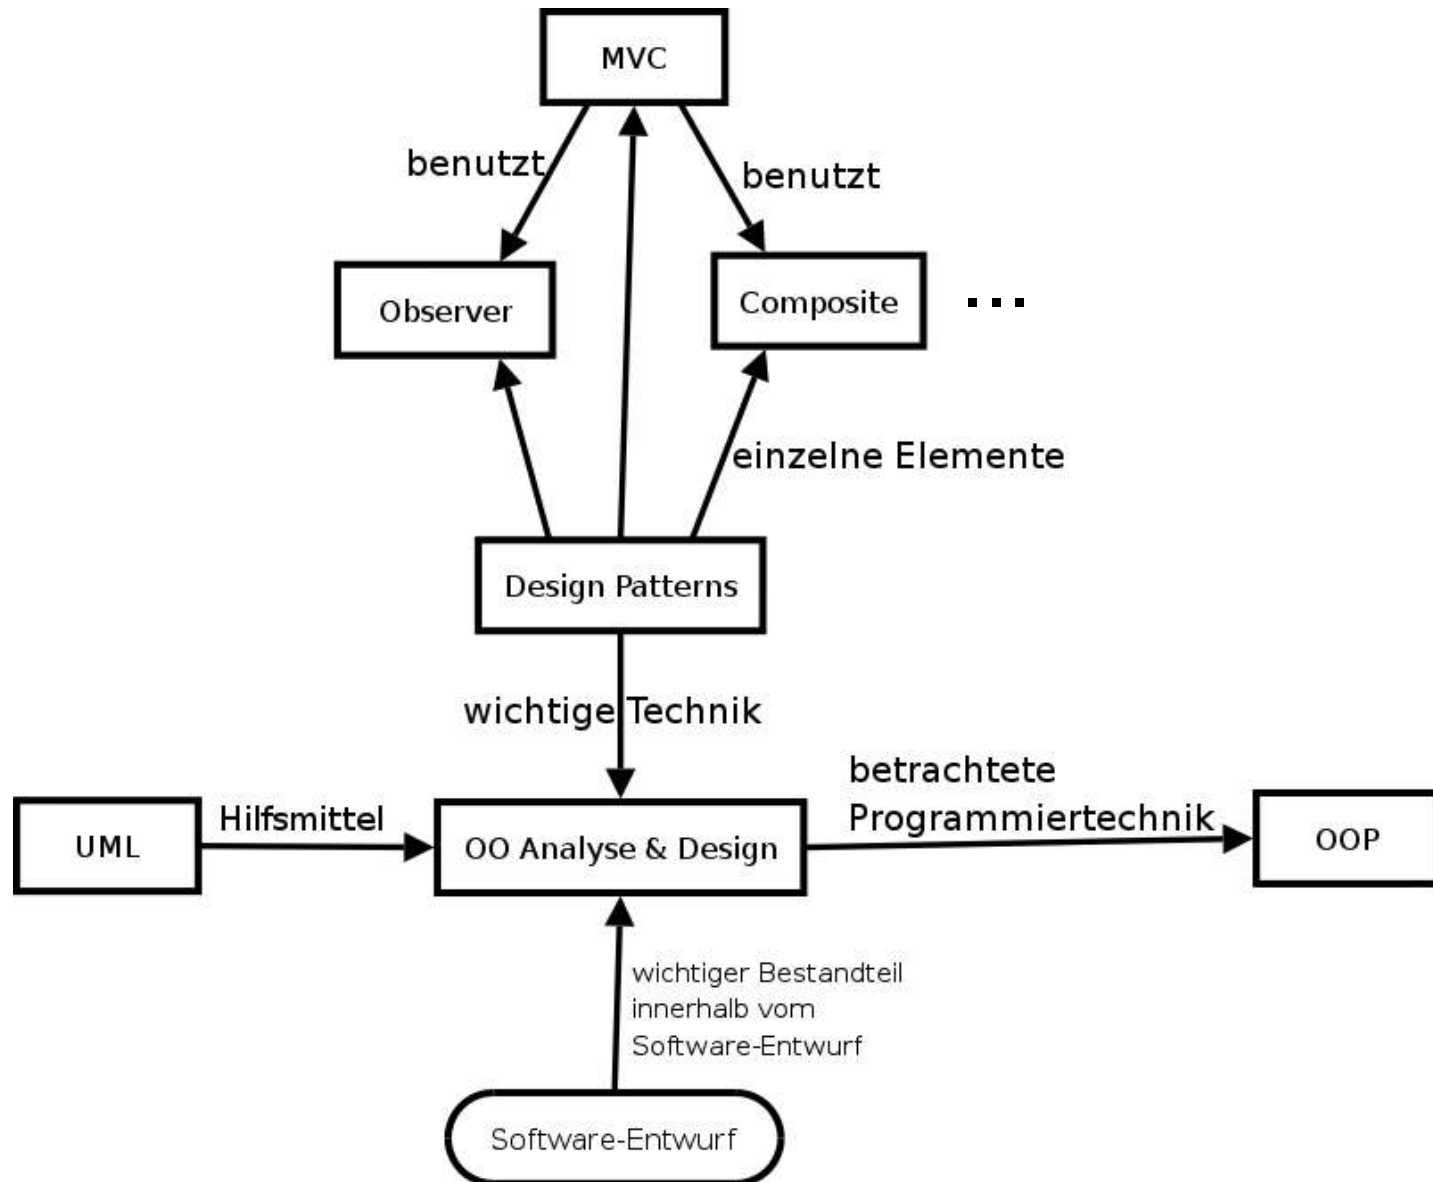 MVC
benutzt
benutzt
Observer
Composite
...
einzelne Elemente
Design Patterns
wichtige Technik
betrachtete
Programmiertechnik
UML
Hilfsmittel
OO Analyse & Design
OOP
wichtiger Bestandteil
innerhalb vom
Software-Entwurf
Software-Entwurf